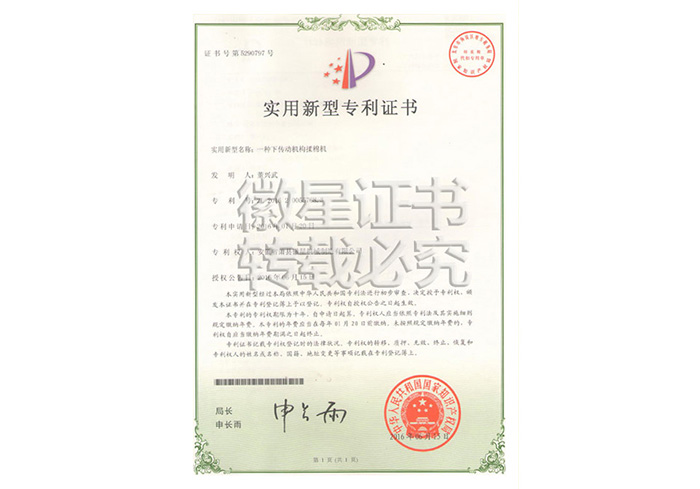 证书号第5290797号
实用新型专利证书
实用新型名称：一种下传动机构揉棉机
发 明 人：董兴武
专 利 号：ZL 2016 2
专利申请日：2016年01月20日
专 利 权 人：安徽
授权公告日：2016年06月15日
徽星证书
转载必究
本实用新型经过本局依照中华人民共和国专利法进行初步审查，决定授予专利权，颁
发本证书并在专利登记簿上予以登记。专利权自授权公告之日起生效。
本专利的专利权期限为十年，自申请日起算。专利权人应当依照专利法及其实施细则
规定缴纳年费。本专利的年费应当在每年01月20日前缴纳。未按照规定缴纳年费的，专
利权自应当缴纳年费期满之日起终止。
专利证书记载专利权登记时的法律状况。专利权的转移、质押、无效、终止、恢复和
专利权人的姓名或名称、国籍、地址变更等事项记载在专利登记簿上。
局长
申长雨
申长雨
中华人民共和国国家知识产权局
2016年06月15日
第 1 页（共 1 页）